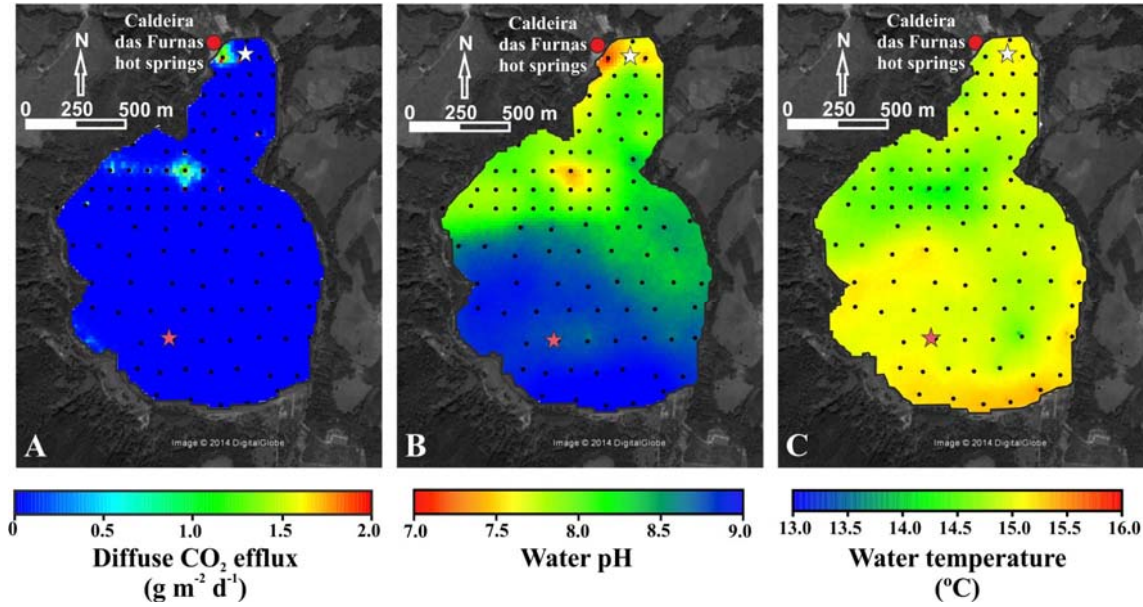 Caldeira
das Furnas
hot springs
N
0 250 500 m
Image © 2014 DigitalGlobe
A
0 0.5 1.0 1.5 2.0
Diffuse CO₂ efflux
(g m⁻² d⁻¹)
Caldeira
das Furnas
hot springs
N
0 250 500 m
Image © 2014 DigitalGlobe
B
7.0 7.5 8.0 8.5 9.0
Water pH
Caldeira
das Furnas
hot springs
N
0 250 500 m
Image © 2014 DigitalGlobe
C
13.0 13.5 14.0 14.5 15.0 15.5 16.0
Water temperature
(ºC)